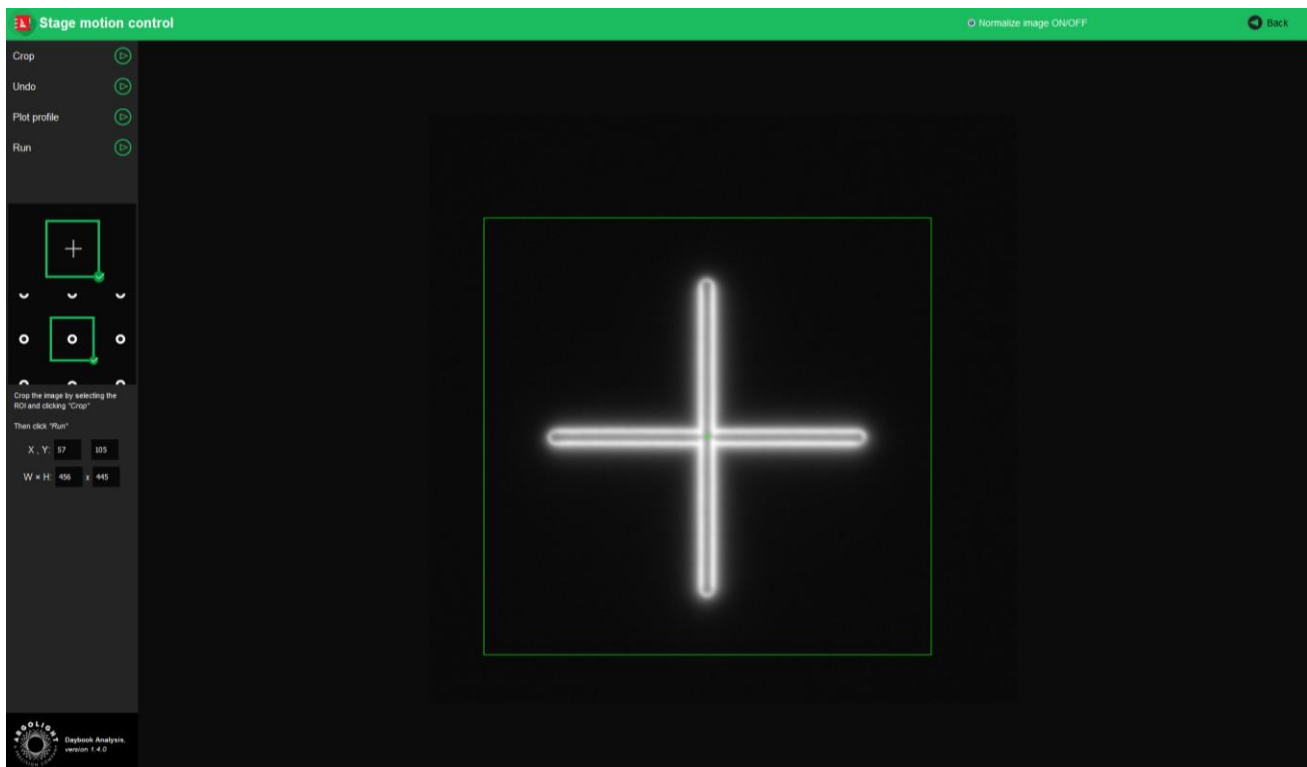 Stage motion control
Normalize image ON/OFF
Back
Crop
Undo
Plot profile
Run
Crop the image by selecting the
ROI and clicking "Crop"
Then click "Run"
X , Y: 57 105
W × H: 456 x 445
ARGOLIGHT
Daybook Analysis,
version 1.4.0